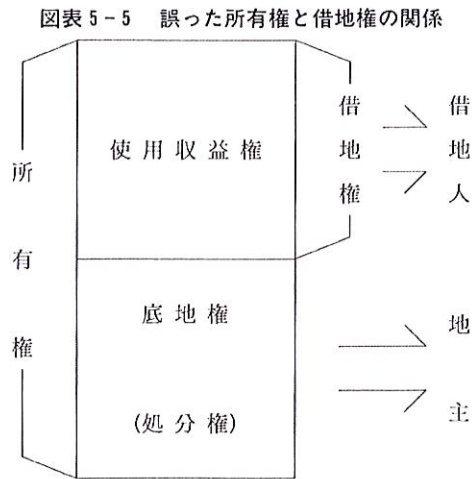 図表5-5 誤った所有権と借地権の関係
所有権
使用収益権
借地権
借地人
底地権
(処分権)
地主